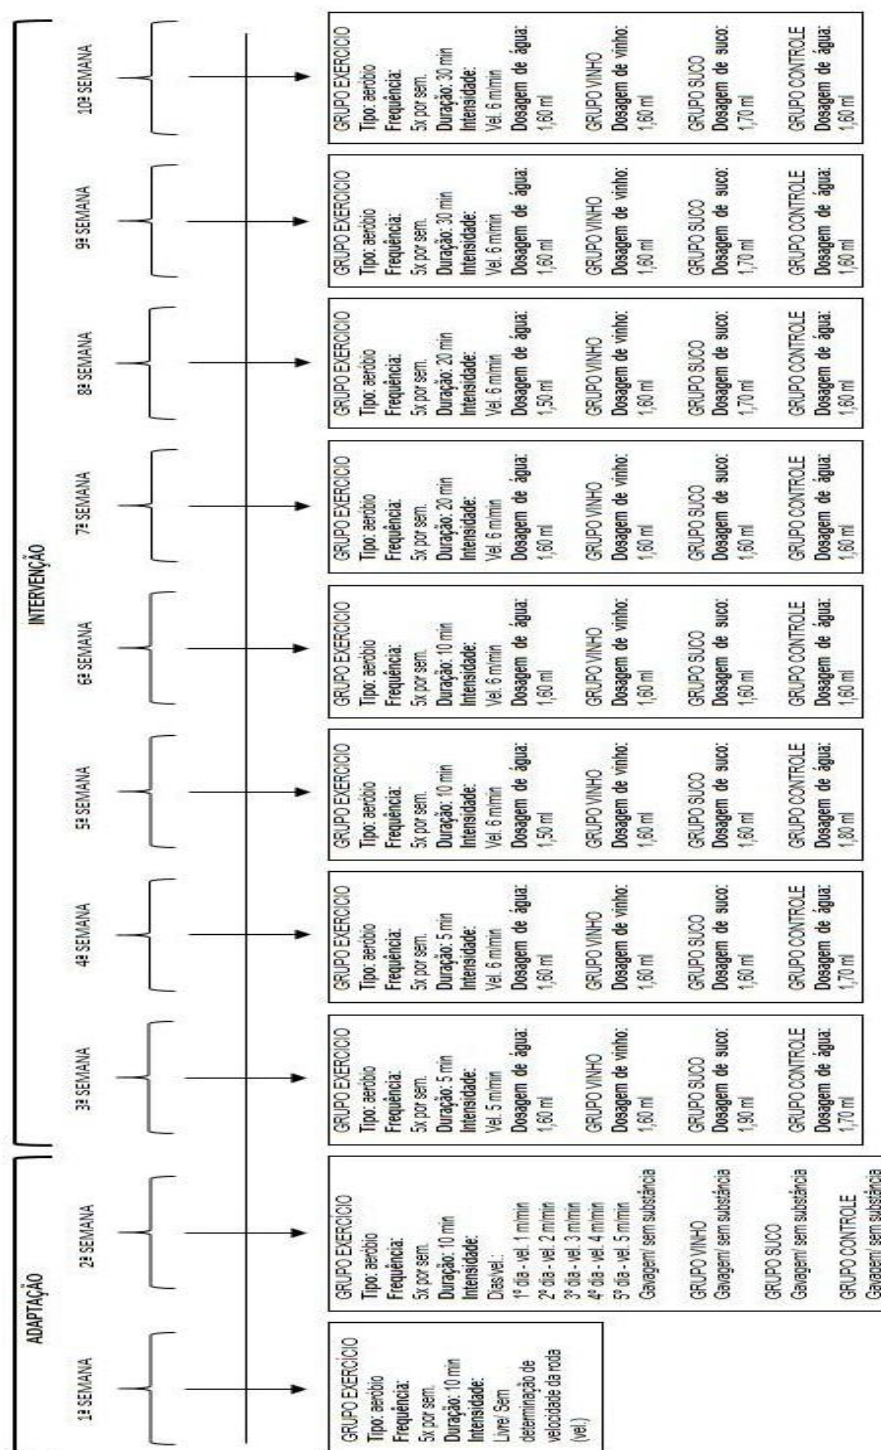 ADAPTAÇÃO
1ª SEMANA
GRUPO EXERCÍCIO
Tipo: aeróbio
Frequência:
5x por sem.
Duração: 10 min
Intensidade:
Livre/ Sem
determinação de
velocidade da roda
(vel.)
2ª SEMANA
GRUPO EXERCÍCIO
Tipo: aeróbio
Frequência:
5x por sem.
Duração: 10 min
Intensidade:
Dias/vel.:
1º dia - vel. 1 m/min
2º dia - vel. 2 m/min
3º dia - vel. 3 m/min
4º dia - vel. 4 m/min
5º dia - vel. 5 m/min
Gavagem/ sem substância
GRUPO VINHO
Gavagem/ sem substância
GRUPO SUCO
Gavagem/ sem substância
GRUPO CONTROLE
Gavagem/ sem substância
INTERVENÇÃO
3ª SEMANA
GRUPO EXERCÍCIO
Tipo: aeróbio
Frequência:
5x por sem.
Duração: 5 min
Intensidade:
Vel. 5 m/min
Dosagem de água:
1,60 ml
GRUPO VINHO
Dosagem de vinho:
1,60 ml
GRUPO SUCO
Dosagem de suco:
1,90 ml
GRUPO CONTROLE
Dosagem de água:
1,70 ml
4ª SEMANA
GRUPO EXERCÍCIO
Tipo: aeróbio
Frequência:
5x por sem.
Duração: 5 min
Intensidade:
Vel. 6 m/min
Dosagem de água:
1,60 ml
GRUPO VINHO
Dosagem de vinho:
1,60 ml
GRUPO SUCO
Dosagem de suco:
1,60 ml
GRUPO CONTROLE
Dosagem de água:
1,70 ml
5ª SEMANA
GRUPO EXERCÍCIO
Tipo: aeróbio
Frequência:
5x por sem.
Duração: 10 min
Intensidade:
Vel. 6 m/min
Dosagem de água:
1,50 ml
GRUPO VINHO
Dosagem de vinho:
1,60 ml
GRUPO SUCO
Dosagem de suco:
1,60 ml
GRUPO CONTROLE
Dosagem de água:
1,80 ml
6ª SEMANA
GRUPO EXERCÍCIO
Tipo: aeróbio
Frequência:
5x por sem.
Duração: 10 min
Intensidade:
Vel. 6 m/min
Dosagem de água:
1,60 ml
GRUPO VINHO
Dosagem de vinho:
1,60 ml
GRUPO SUCO
Dosagem de suco:
1,60 ml
GRUPO CONTROLE
Dosagem de água:
1,60 ml
7ª SEMANA
GRUPO EXERCÍCIO
Tipo: aeróbio
Frequência:
5x por sem.
Duração: 20 min
Intensidade:
Vel. 6 m/min
Dosagem de água:
1,60 ml
GRUPO VINHO
Dosagem de vinho:
1,60 ml
GRUPO SUCO
Dosagem de suco:
1,60 ml
GRUPO CONTROLE
Dosagem de água:
1,60 ml
8ª SEMANA
GRUPO EXERCÍCIO
Tipo: aeróbio
Frequência:
5x por sem.
Duração: 20 min
Intensidade:
Vel. 6 m/min
Dosagem de água:
1,50 ml
GRUPO VINHO
Dosagem de vinho:
1,60 ml
GRUPO SUCO
Dosagem de suco:
1,70 ml
GRUPO CONTROLE
Dosagem de água:
1,60 ml
9ª SEMANA
GRUPO EXERCÍCIO
Tipo: aeróbio
Frequência:
5x por sem.
Duração: 30 min
Intensidade:
Vel. 6 m/min
Dosagem de água:
1,60 ml
GRUPO VINHO
Dosagem de vinho:
1,60 ml
GRUPO SUCO
Dosagem de suco:
1,70 ml
GRUPO CONTROLE
Dosagem de água:
1,60 ml
10ª SEMANA
GRUPO EXERCÍCIO
Tipo: aeróbio
Frequência:
5x por sem.
Duração: 30 min
Intensidade:
Vel. 6 m/min
Dosagem de água:
1,60 ml
GRUPO VINHO
Dosagem de vinho:
1,60 ml
GRUPO SUCO
Dosagem de suco:
1,70 ml
GRUPO CONTROLE
Dosagem de água:
1,60 ml